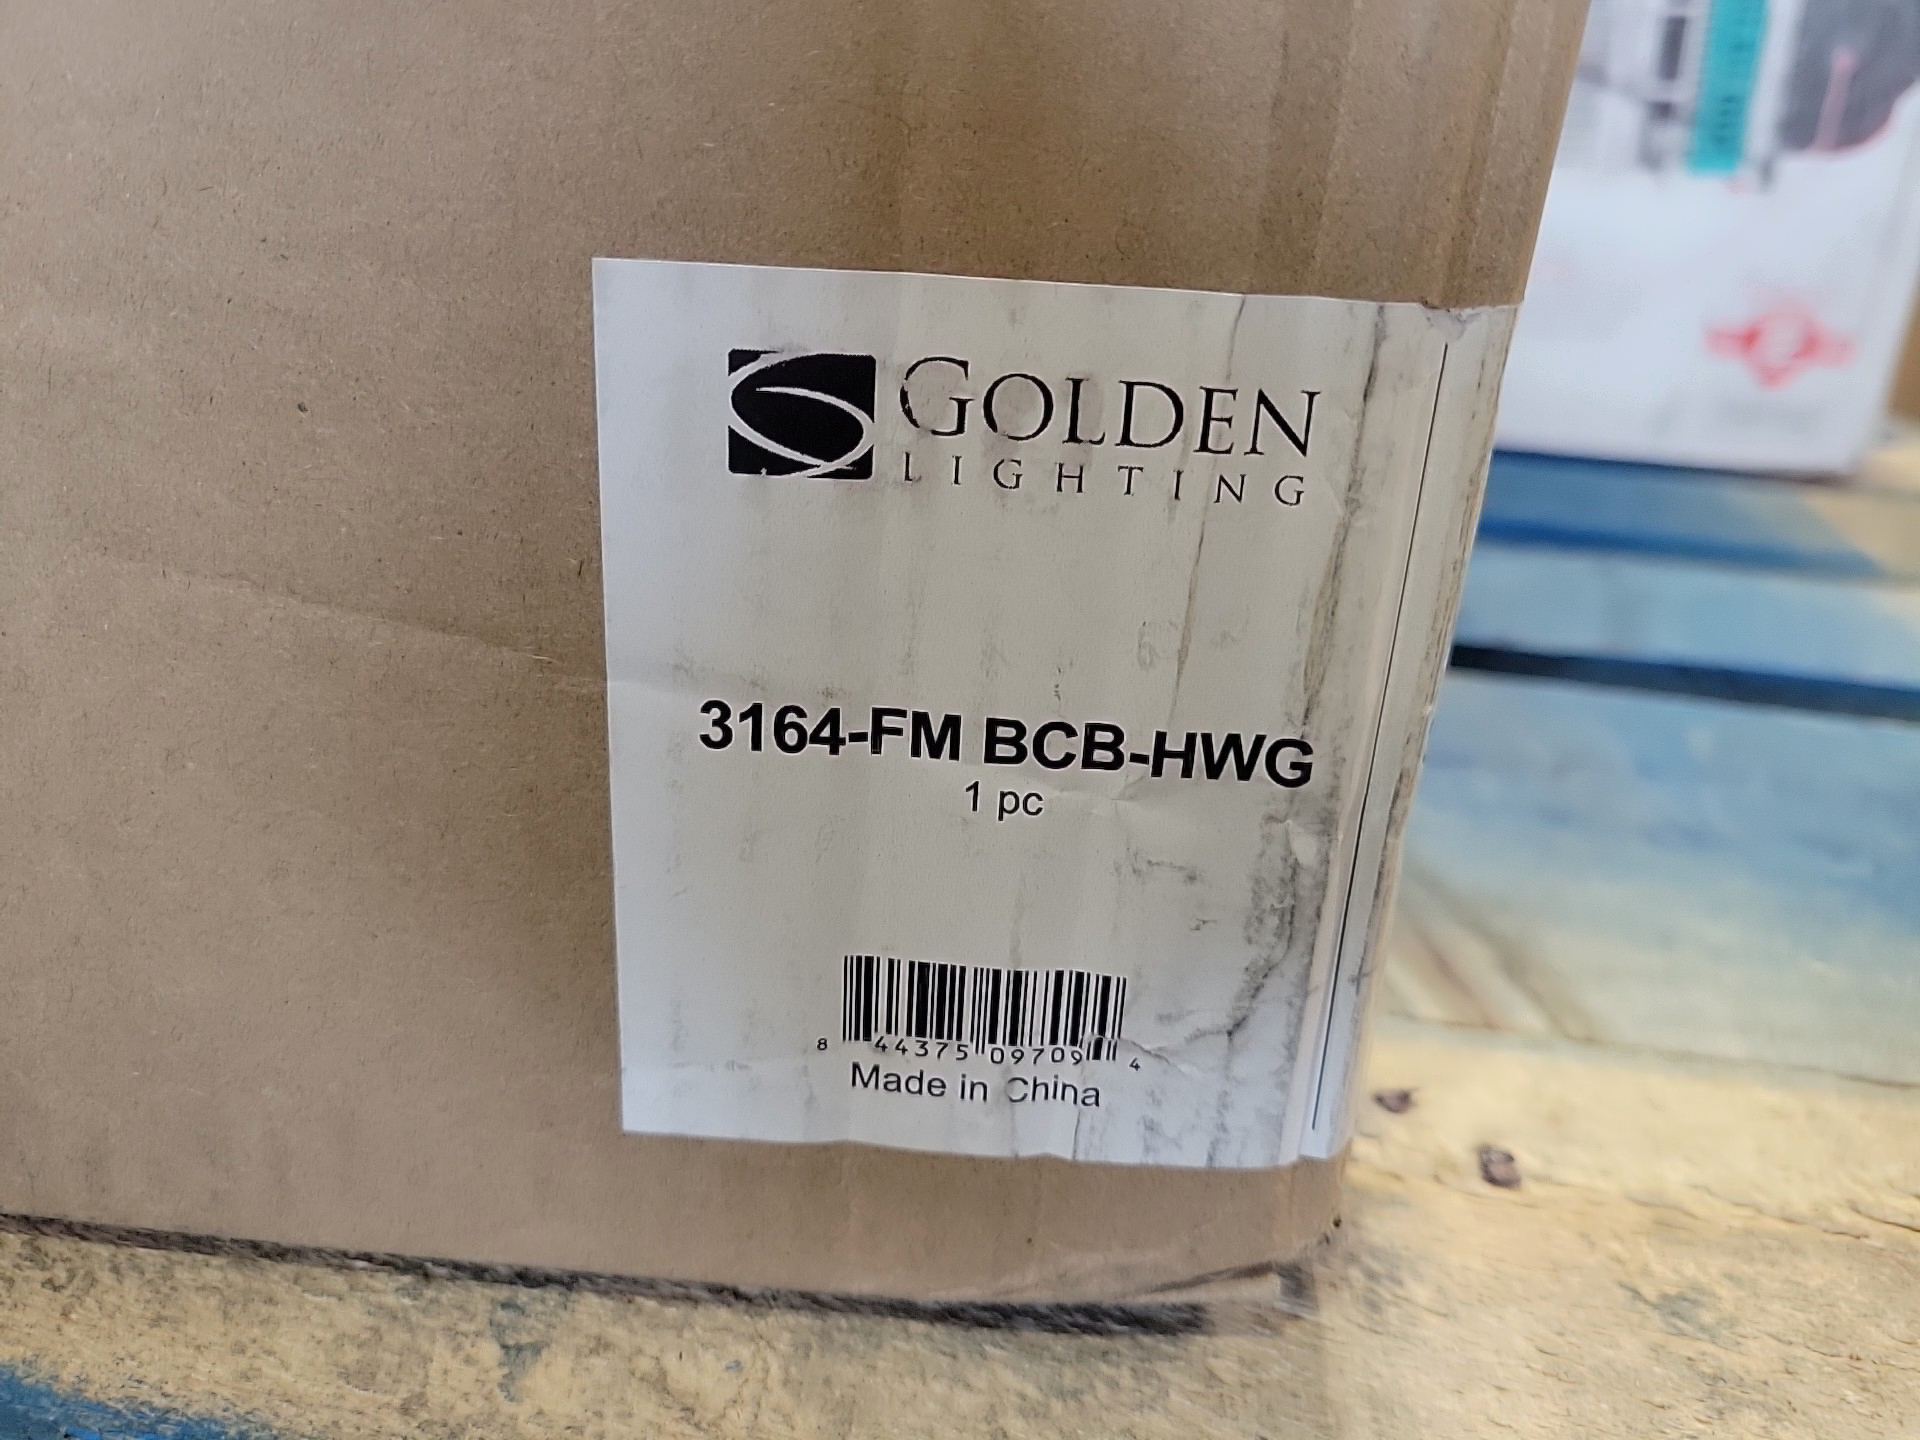 GOLDEN
LIGHTING
3164-FM BCB-HWG
1 pc
8 44375 09709 4
Made in China